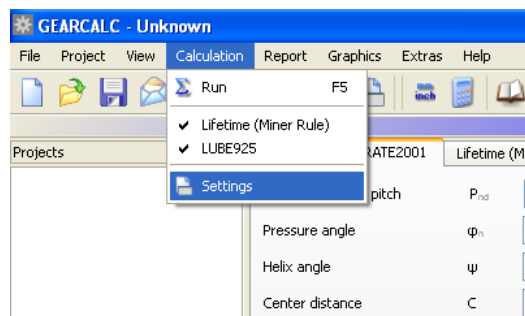 GEARCALC - Unknown
File Project View Calculation Report Graphics Extras Help
Σ Run F5
inch
✓ Lifetime (Miner Rule)
✓ LUBE925
Projects RATE2001 Lifetime (M
Settings
pitch Pnd
Pressure angle φn
Helix angle ψ
Center distance C